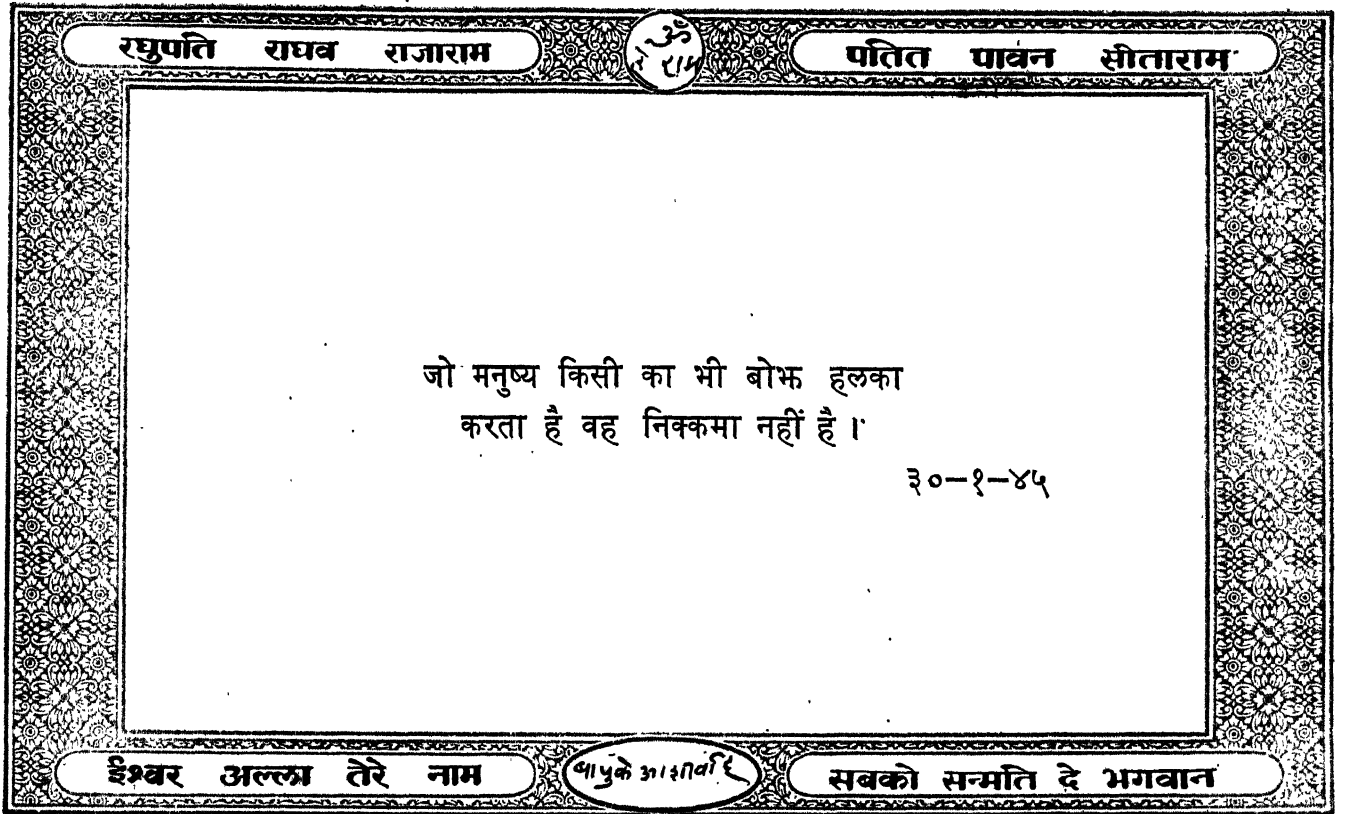 रघुपति राघव राजाराम
ॐ
राम
पतित पावन सीताराम
जो मनुष्य किसी का भी बोझ हलका
करता है वह निक्कमा नहीं है ।
३०-१-४५
ईश्वर अल्ला तेरे नाम
बापुके आशीर्वाद
सबको सन्मति दे भगवान